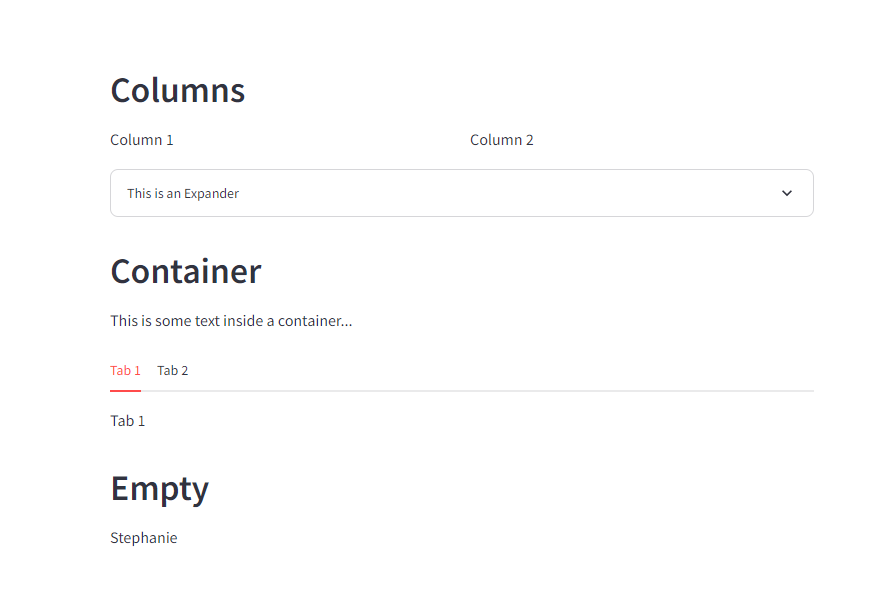 Columns
Column 1 Column 2
This is an Expander
Container
This is some text inside a container...
Tab 1 Tab 2
Tab 1
Empty
Stephanie